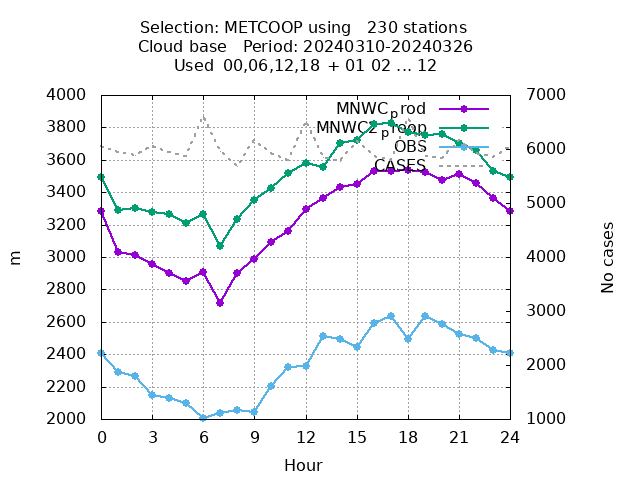 Selection: METCOOP using   230 stations
Cloud base   Period: 20240310-20240326
Used 00,06,12,18 + 01 02 ... 12
4000 7000
MNWC_prod
3800 
6000
OBS
3600
CASES
3400
5000
3200
m 3000 4000 No cases
2800
3000
2600
2400
2000
2200
2000 1000
0 3 6 9 12 15 18 21 24
Hour